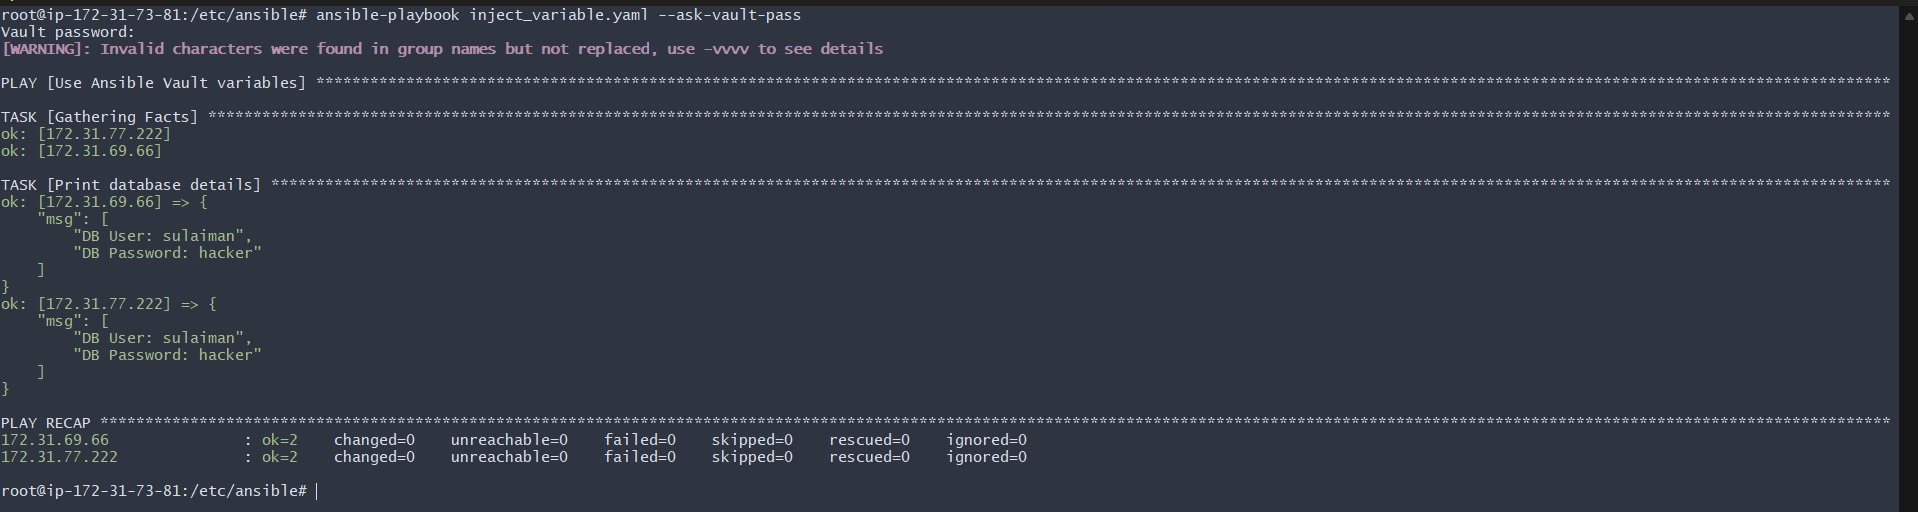 root@ip-172-31-73-81:/etc/ansible# ansible-playbook inject_variable.yaml --ask-vault-pass
Vault password:
[WARNING]: Invalid characters were found in group names but not replaced, use -vvvv to see details
PLAY [Use Ansible Vault variables] *******************************************************************************************************************************************************************************
TASK [Gathering Facts] *******************************************************************************************************************************************************************************************
ok: [172.31.77.222]
ok: [172.31.69.66]
TASK [Print database details] ************************************************************************************************************************************************************************************
ok: [172.31.69.66] => {
    "msg": [
        "DB User: sulaiman",
        "DB Password: hacker"
    ]
}
ok: [172.31.77.222] => {
    "msg": [
        "DB User: sulaiman",
        "DB Password: hacker"
    ]
}
PLAY RECAP *******************************************************************************************************************************************************************************************************
172.31.69.66               : ok=2    changed=0    unreachable=0    failed=0    skipped=0    rescued=0    ignored=0
172.31.77.222              : ok=2    changed=0    unreachable=0    failed=0    skipped=0    rescued=0    ignored=0
root@ip-172-31-73-81:/etc/ansible#